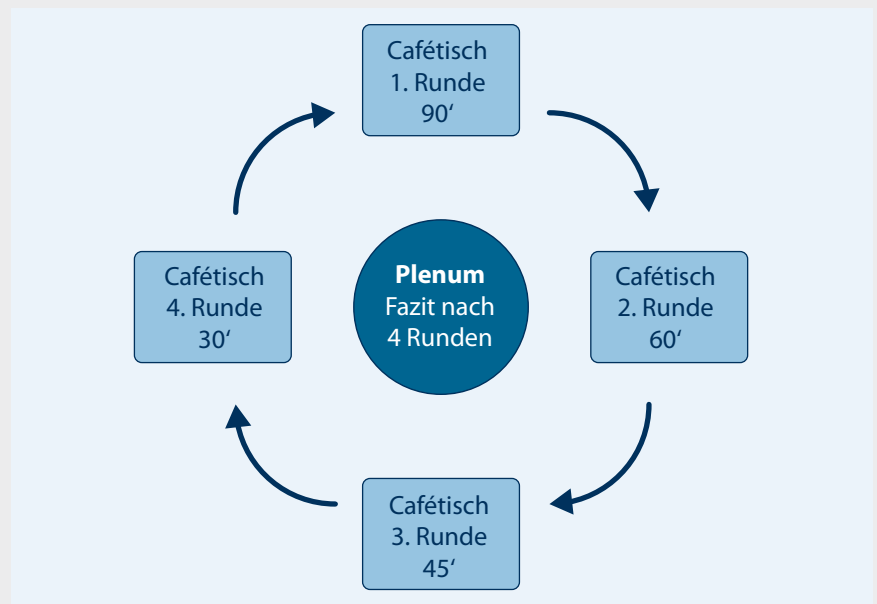 Cafétisch
1. Runde
90‘
Cafétisch
2. Runde
60‘
Cafétisch
3. Runde
45‘
Cafétisch
4. Runde
30‘
Plenum
Fazit nach
4 Runden